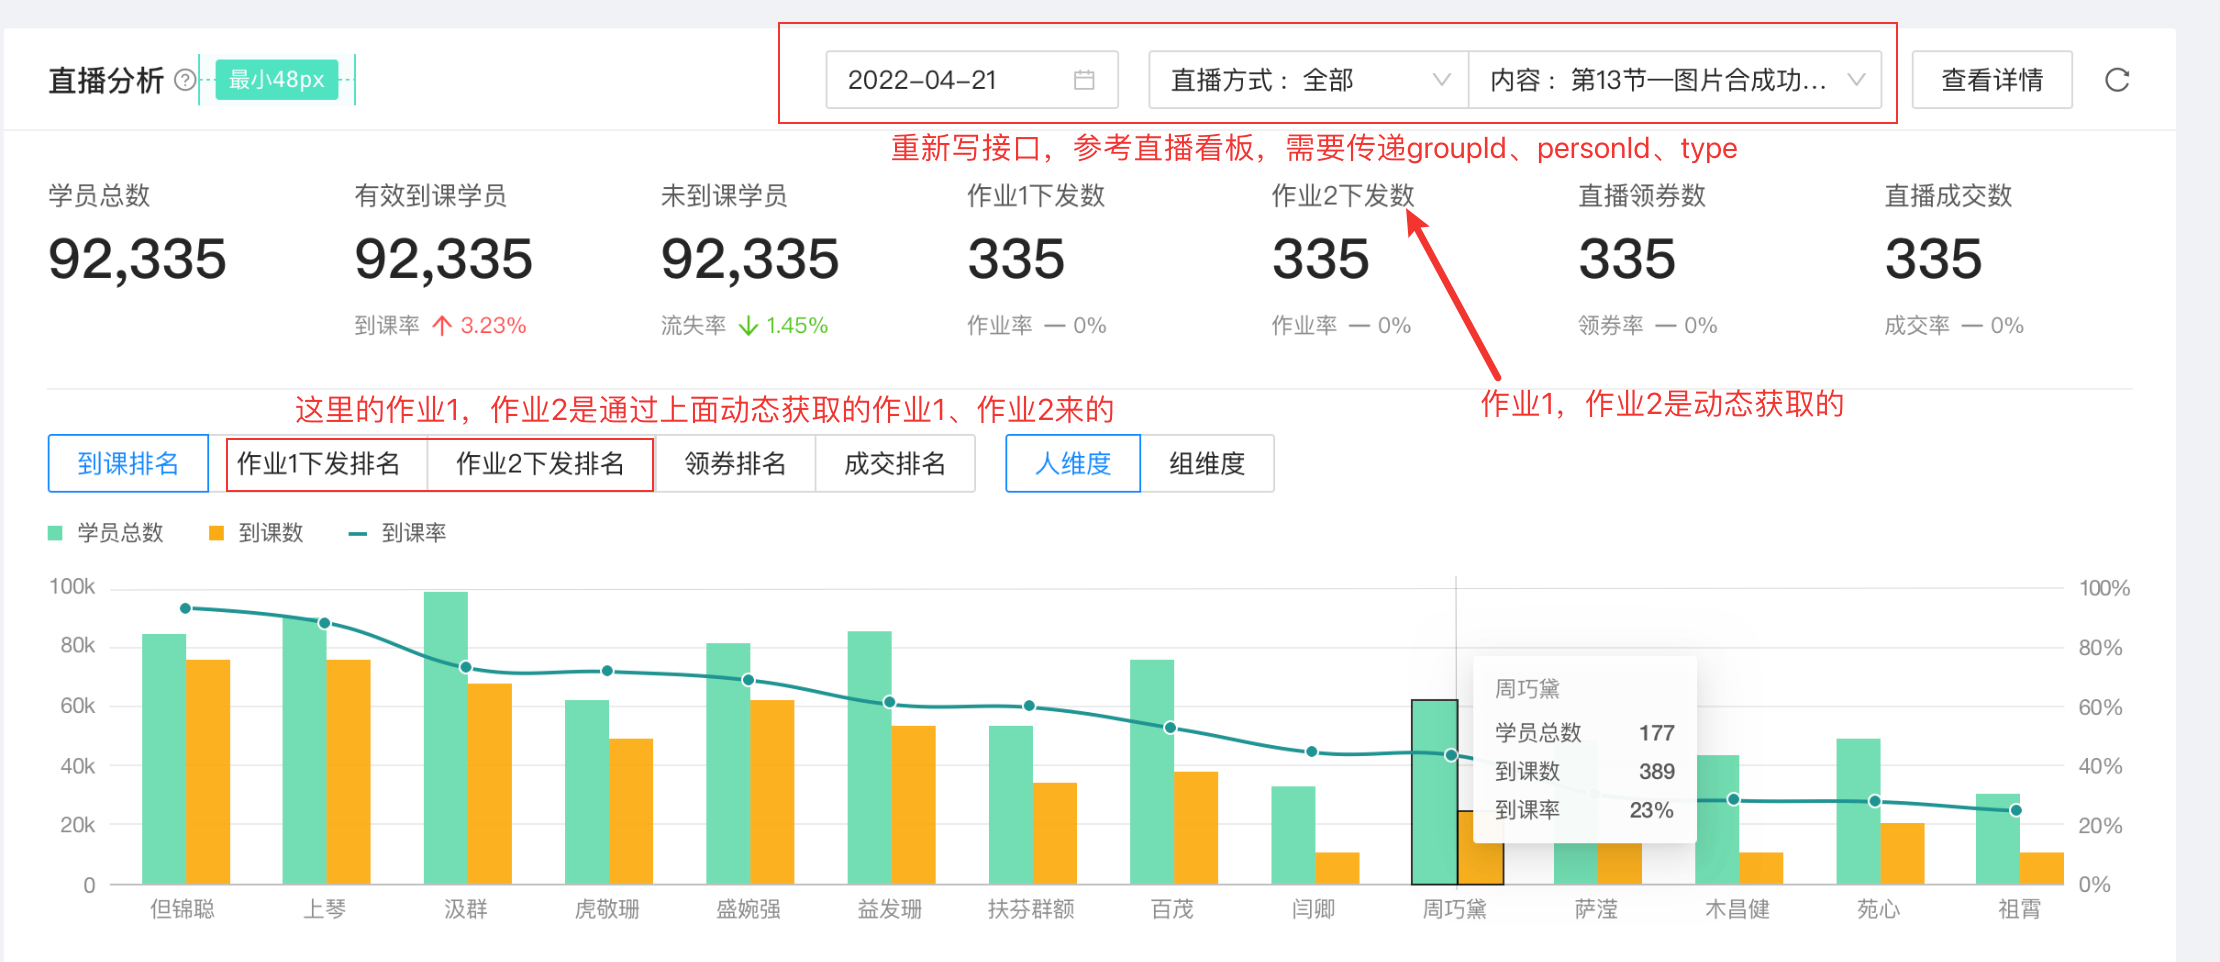 直播分析 ? 最小48px 2022-04-21 直播方式：全部 内容：第13节—图片合成功... 查看详情
重新写接口，参考直播看板，需要传递groupId、personId、type
学员总数 有效到课学员 未到课学员 作业1下发数 作业2下发数 直播领券数 直播成交数
92,335 92,335 92,335 335 335 335 335
到课率 3.23% 流失率 1.45% 作业率 — 0% 作业率 — 0% 领券率 — 0% 成交率 — 0%
作业1，作业2是动态获取的
这里的作业1，作业2是通过上面动态获取的作业1、作业2来的
到课排名 作业1下发排名 作业2下发排名 领券排名 成交排名 人维度 组维度
学员总数 到课数 到课率
100k 100%
80k 80%
60k 60%
40k 40%
20k 20%
0 0%
周巧黛
学员总数 177
到课数 389
到课率 23%
但锦聪 上琴 汲群 虎敬珊 盛婉强 益发珊 扶芬群额 百茂 闫卿 周巧黛 萨滢 木昌健 苑心 祖霄